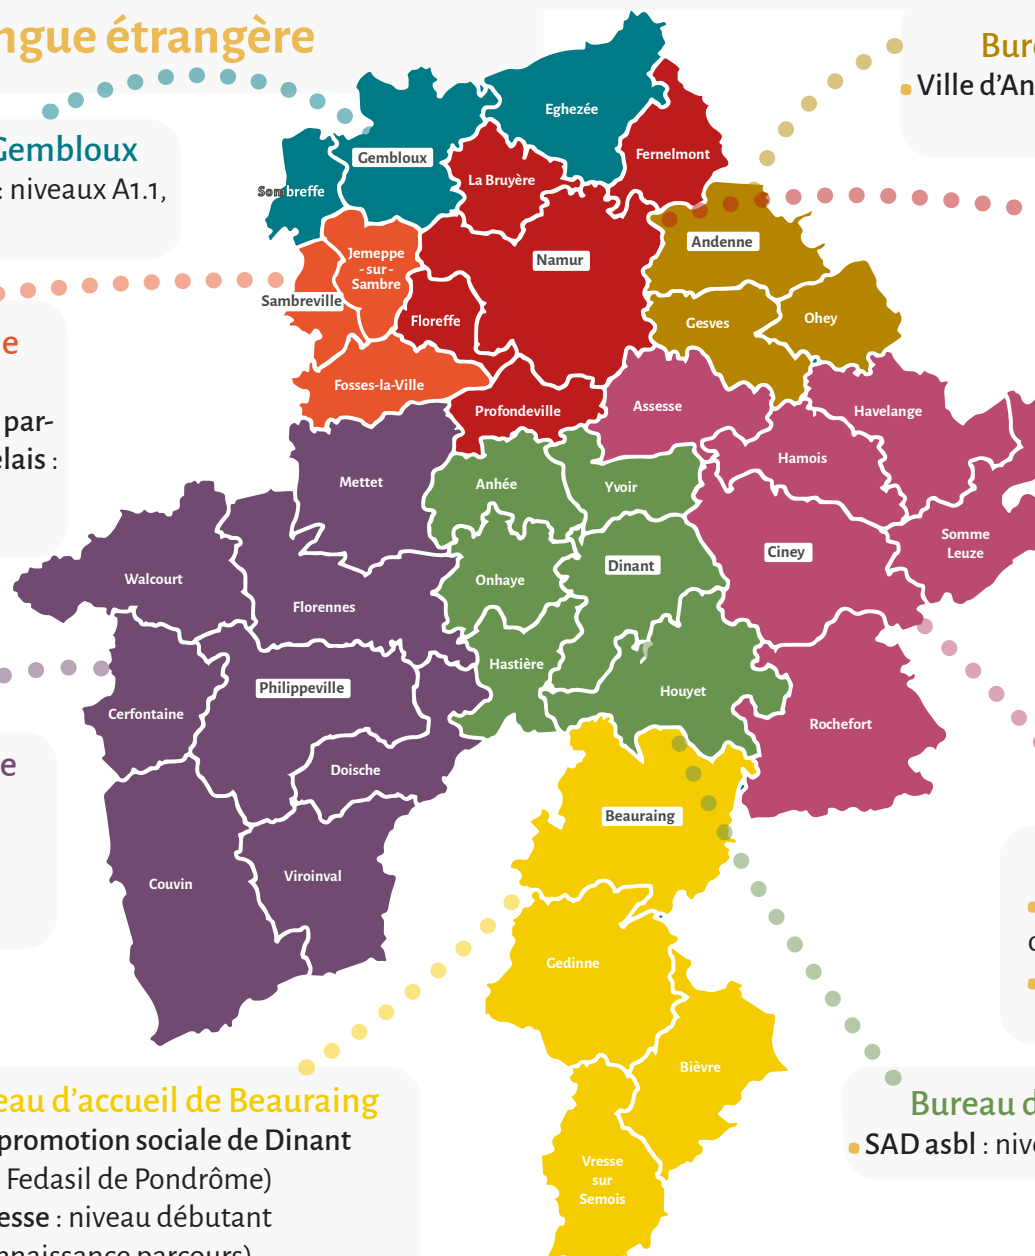 ngue étrangère
Bur
Ville d'An
Gembloux
: niveaux A1.1,
Eghezée
Gembloux
Fernelmont
La Bruyère
Sombreffe
Andenne
Jemeppe
- sur -
Sambre
Namur
Sambreville
Floreffe
Gesves
Ohey
e
Fosses-la-Ville
Profondeville
Assesse
Havelange
par-
elais :
Hamois
Mettet
Anhée
Yvoir
Somme
Leuze
Ciney
Dinant
Walcourt
Onhaye
Florennes
Hastière
Philippeville
Houyet
Cerfontaine
Rochefort
e
Doische
Beauraing
Couvin
Viroinval
Gedinne
Bièvre
eau d'accueil de Beauraing
promotion sociale de Dinant
Fedasil de Pondrôme)
esse : niveau débutant
nnaissance parcours)
Bureau d
SAD asbl : nive
Vresse
sur
Semois